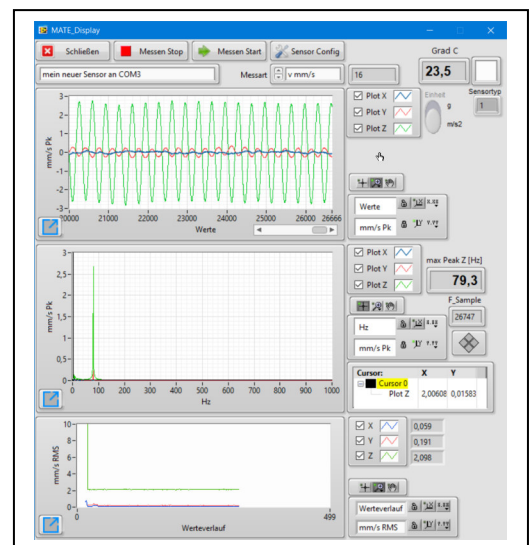 MATE_Display
Schließen Messen Stop Messen Start Sensor Config Grad C
mein neuer Sensor an COM3 Messart v mm/s 16 23,5
Plot X Einheit Sensortyp
Plot Y g 1
Plot Z m/s2
mm/s Pk
3-
2-
1-
0-
-1-
-2-
-3-
20000 21000 22000 23000 24000 25000 26000 26666
Werte
Werte
mm/s Pk
Plot X
Plot Y max Peak Z [Hz]
Plot Z 79,3
F_Sample
26747
Hz
mm/s Pk
mm/s Pk
3-
2,5-
2-
1,5-
1-
0,5-
0-
0 100 200 300 400 500 600 700 800 900 1000
Hz
Cursor: X Y
Cursor 0
Plot Z 2,00608 0,01583
mm/s RMS
10-
8-
6-
4-
2-
0-
0 499
Werteverlauf
X 0,059
Y 0,191
Z 2,098
Werteverlauf
mm/s RMS